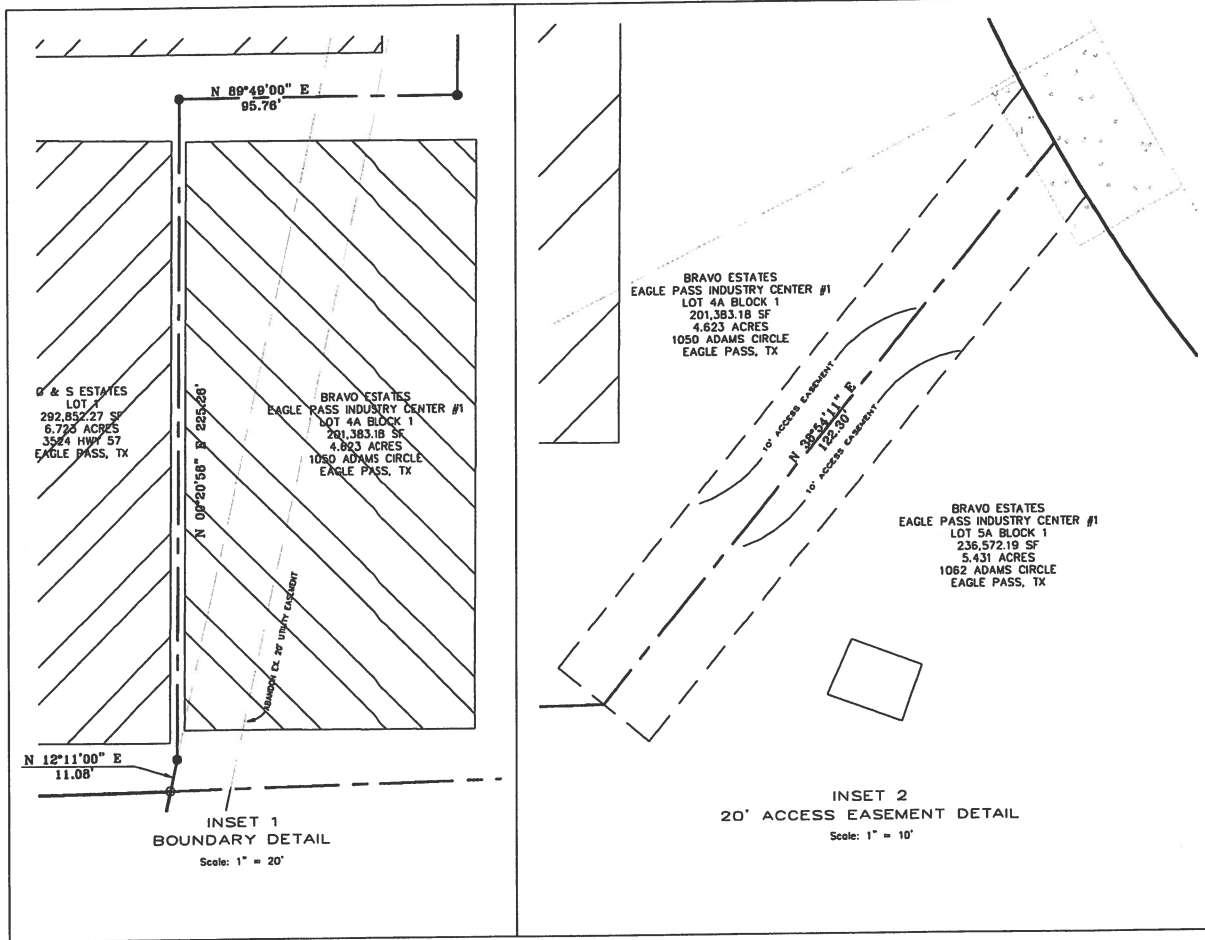 N 89°49'00" E
95.76'
G & S ESTATES
LOT 1
292,852.27 SF
6.723 ACRES
3524 HWY 57
EAGLE PASS, TX
N 00°20'58" E 225.26'
BRAVO ESTATES
EAGLE PASS INDUSTRY CENTER #1
LOT 4A BLOCK 1
201,383.18 SF
4.623 ACRES
1050 ADAMS CIRCLE
EAGLE PASS, TX
ABANDON EX. 20' UTILITY EASEMENT
N 12°11'00" E
11.08'
INSET 1
BOUNDARY DETAIL
Scale: 1" = 20'
BRAVO ESTATES
EAGLE PASS INDUSTRY CENTER #1
LOT 4A BLOCK 1
201,383.18 SF
4.623 ACRES
1050 ADAMS CIRCLE
EAGLE PASS, TX
10' ACCESS EASEMENT
N 38°54'11" E
122.30'
10' ACCESS EASEMENT
BRAVO ESTATES
EAGLE PASS INDUSTRY CENTER #1
LOT 5A BLOCK 1
236,572.19 SF
5.431 ACRES
1062 ADAMS CIRCLE
EAGLE PASS, TX
INSET 2
20' ACCESS EASEMENT DETAIL
Scale: 1" = 10'